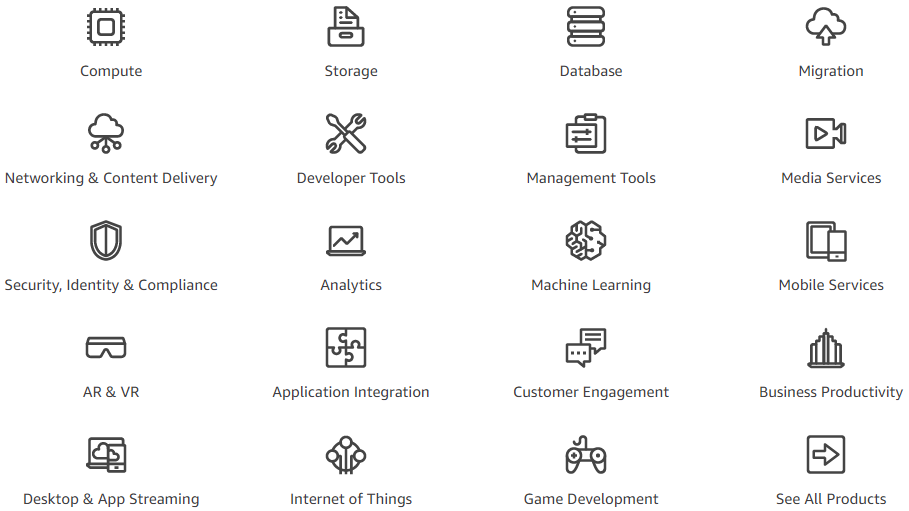 Compute
Storage
Database
Migration
Networking & Content Delivery
Developer Tools
Management Tools
Media Services
Security, Identity & Compliance
Analytics
Machine Learning
Mobile Services
AR & VR
Application Integration
Customer Engagement
Business Productivity
Desktop & App Streaming
Internet of Things
Game Development
See All Products